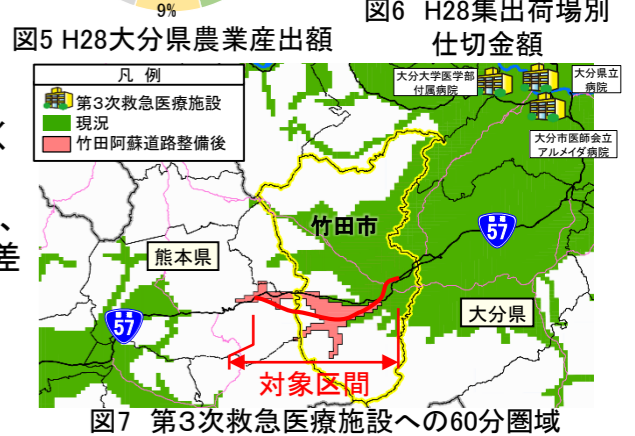 9%
図5 H28大分県農業産出額
図6 H28集出荷場別
仕切金額
凡 例
第3次救急医療施設
現況
竹田阿蘇道路整備後
く
、
差
大分大学医学部
付属病院
大分県立
病院
大分市医師会立
アルメイダ病院
竹田市
57
熊本県
57
大分県
対象区間
図7 第3次救急医療施設への60分圏域